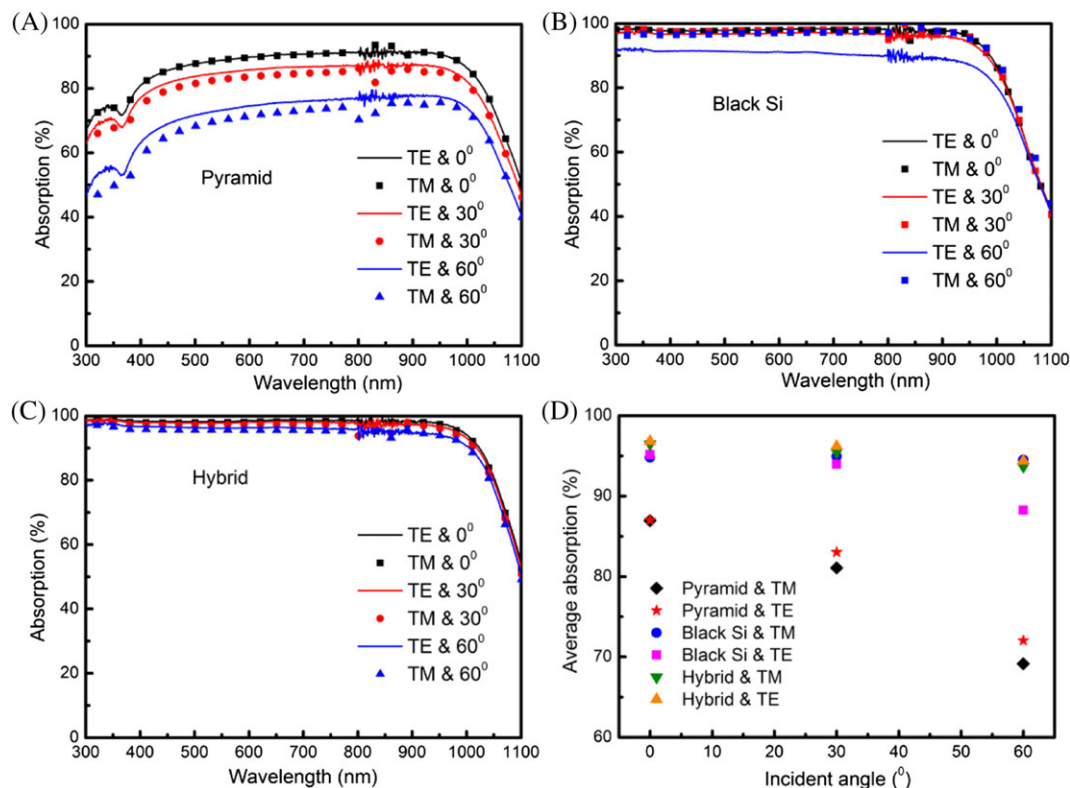 (A)
100
80
60
40
20
0
Absorption (%)
Pyramid
TE & 0⁰
TM & 0⁰
TE & 30⁰
TM & 30⁰
TE & 60⁰
TM & 60⁰
300 400 500 600 700 800 900 1000 1100
Wavelength (nm)
(B)
100
80
60
40
20
0
Absorption (%)
Black Si
TE & 0⁰
TM & 0⁰
TE & 30⁰
TM & 30⁰
TE & 60⁰
TM & 60⁰
300 400 500 600 700 800 900 1000 1100
Wavelength (nm)
(C)
100
80
60
40
20
0
Absorption (%)
Hybrid
TE & 0⁰
TM & 0⁰
TE & 30⁰
TM & 30⁰
TE & 60⁰
TM & 60⁰
300 400 500 600 700 800 900 1000 1100
Wavelength (nm)
(D)
100
90
80
70
60
Average absorption (%)
Pyramid & TM
Pyramid & TE
Black Si & TM
Black Si & TE
Hybrid & TM
Hybrid & TE
0 10 20 30 40 50 60
Incident angle (⁰)